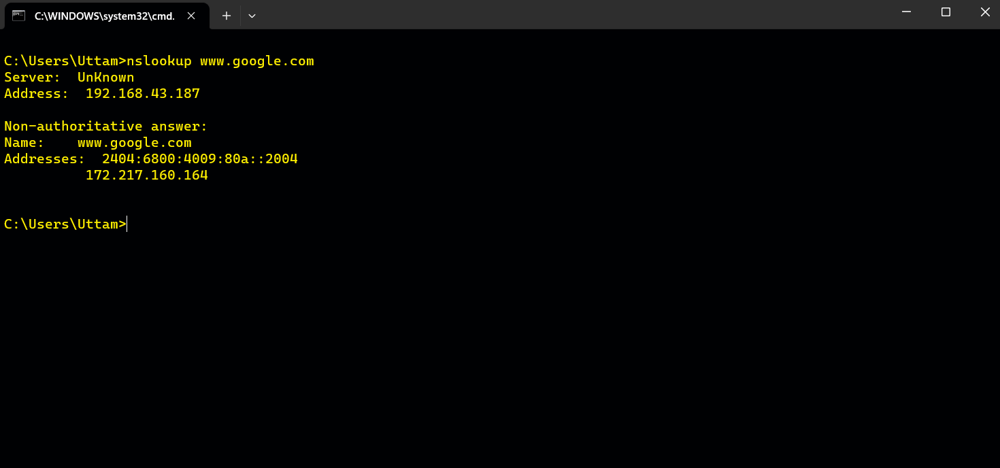 C:\WINDOWS\system32\cmd.
C:\Users\Uttam>nslookup www.google.com
Server:  UnKnown
Address:  192.168.43.187
Non-authoritative answer:
Name:    www.google.com
Addresses:  2404:6800:4009:80a::2004
172.217.160.164
C:\Users\Uttam>